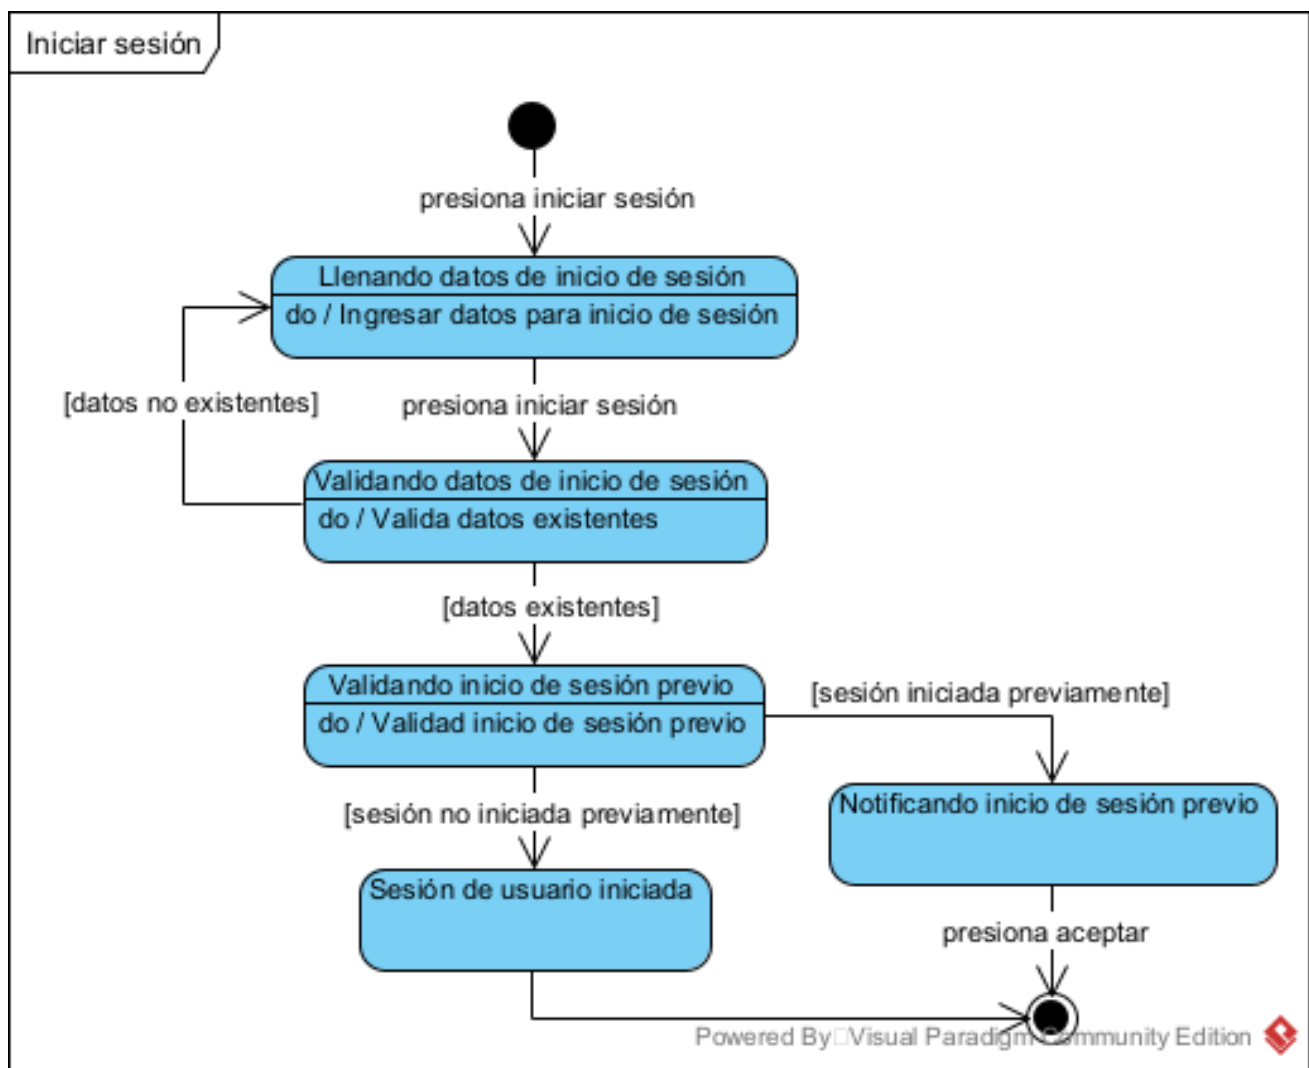 Iniciar sesión
presiona iniciar sesión
Llenando datos de inicio de sesión
do / Ingresar datos para inicio de sesión
[datos no existentes]
presiona iniciar sesión
Validando datos de inicio de sesión
do / Valida datos existentes
[datos existentes]
Validando inicio de sesión previo
do / Validad inicio de sesión previo
[sesión iniciada previamente]
[sesión no iniciada previamente]
Notificando inicio de sesión previo
Sesión de usuario iniciada
presiona aceptar
Powered By Visual Paradigm Community Edition